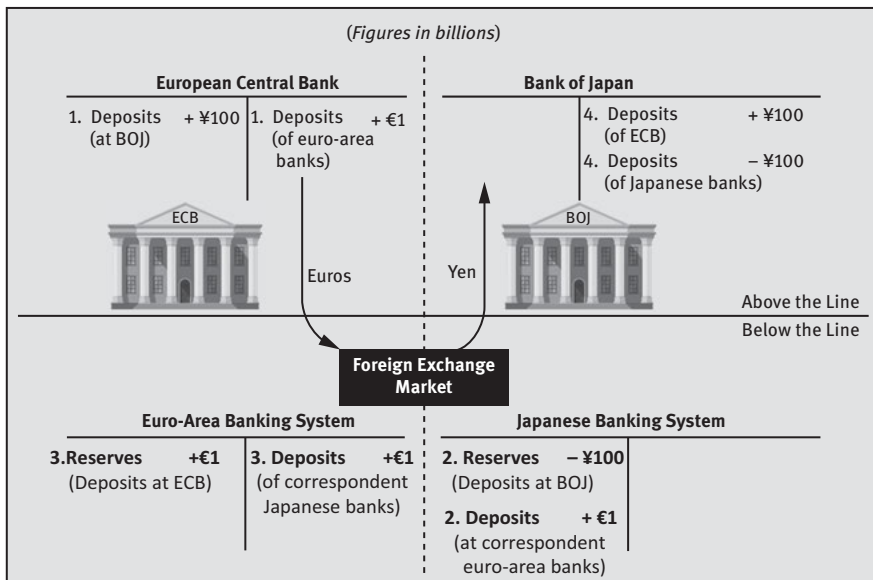 (Figures in billions)
European Central Bank
1. Deposits + ¥100
(at BOJ)
1. Deposits + €1
(of euro-area
banks)
ECB
Euros
Bank of Japan
4. Deposits + ¥100
(of ECB)
4. Deposits – ¥100
(of Japanese banks)
BOJ
Yen
Above the Line
Below the Line
Foreign Exchange
Market
Euro-Area Banking System
3.Reserves +€1
(Deposits at ECB)
3. Deposits +€1
(of correspondent
Japanese banks)
Japanese Banking System
2. Reserves – ¥100
(Deposits at BOJ)
2. Deposits + €1
(at correspondent
euro-area banks)